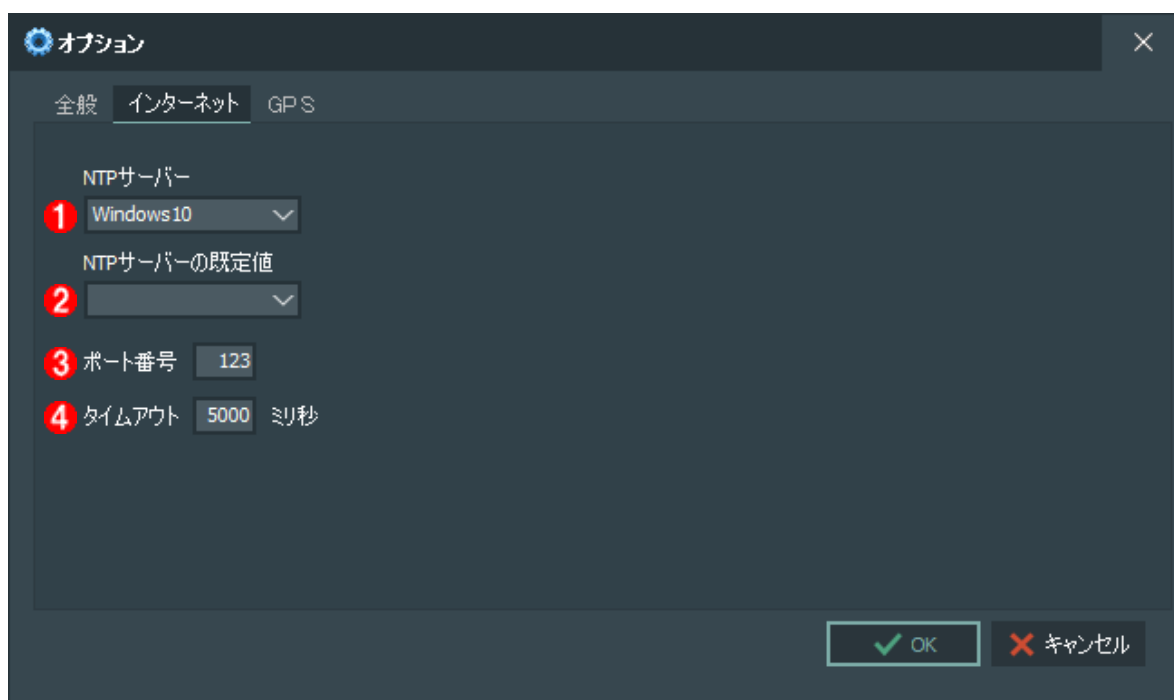 オプション
全般 インターネット GPS
NTPサーバー
1 Windows10
NTPサーバーの既定値
2
3 ポート番号 123
4 タイムアウト 5000 ミリ秒
OK キャンセル